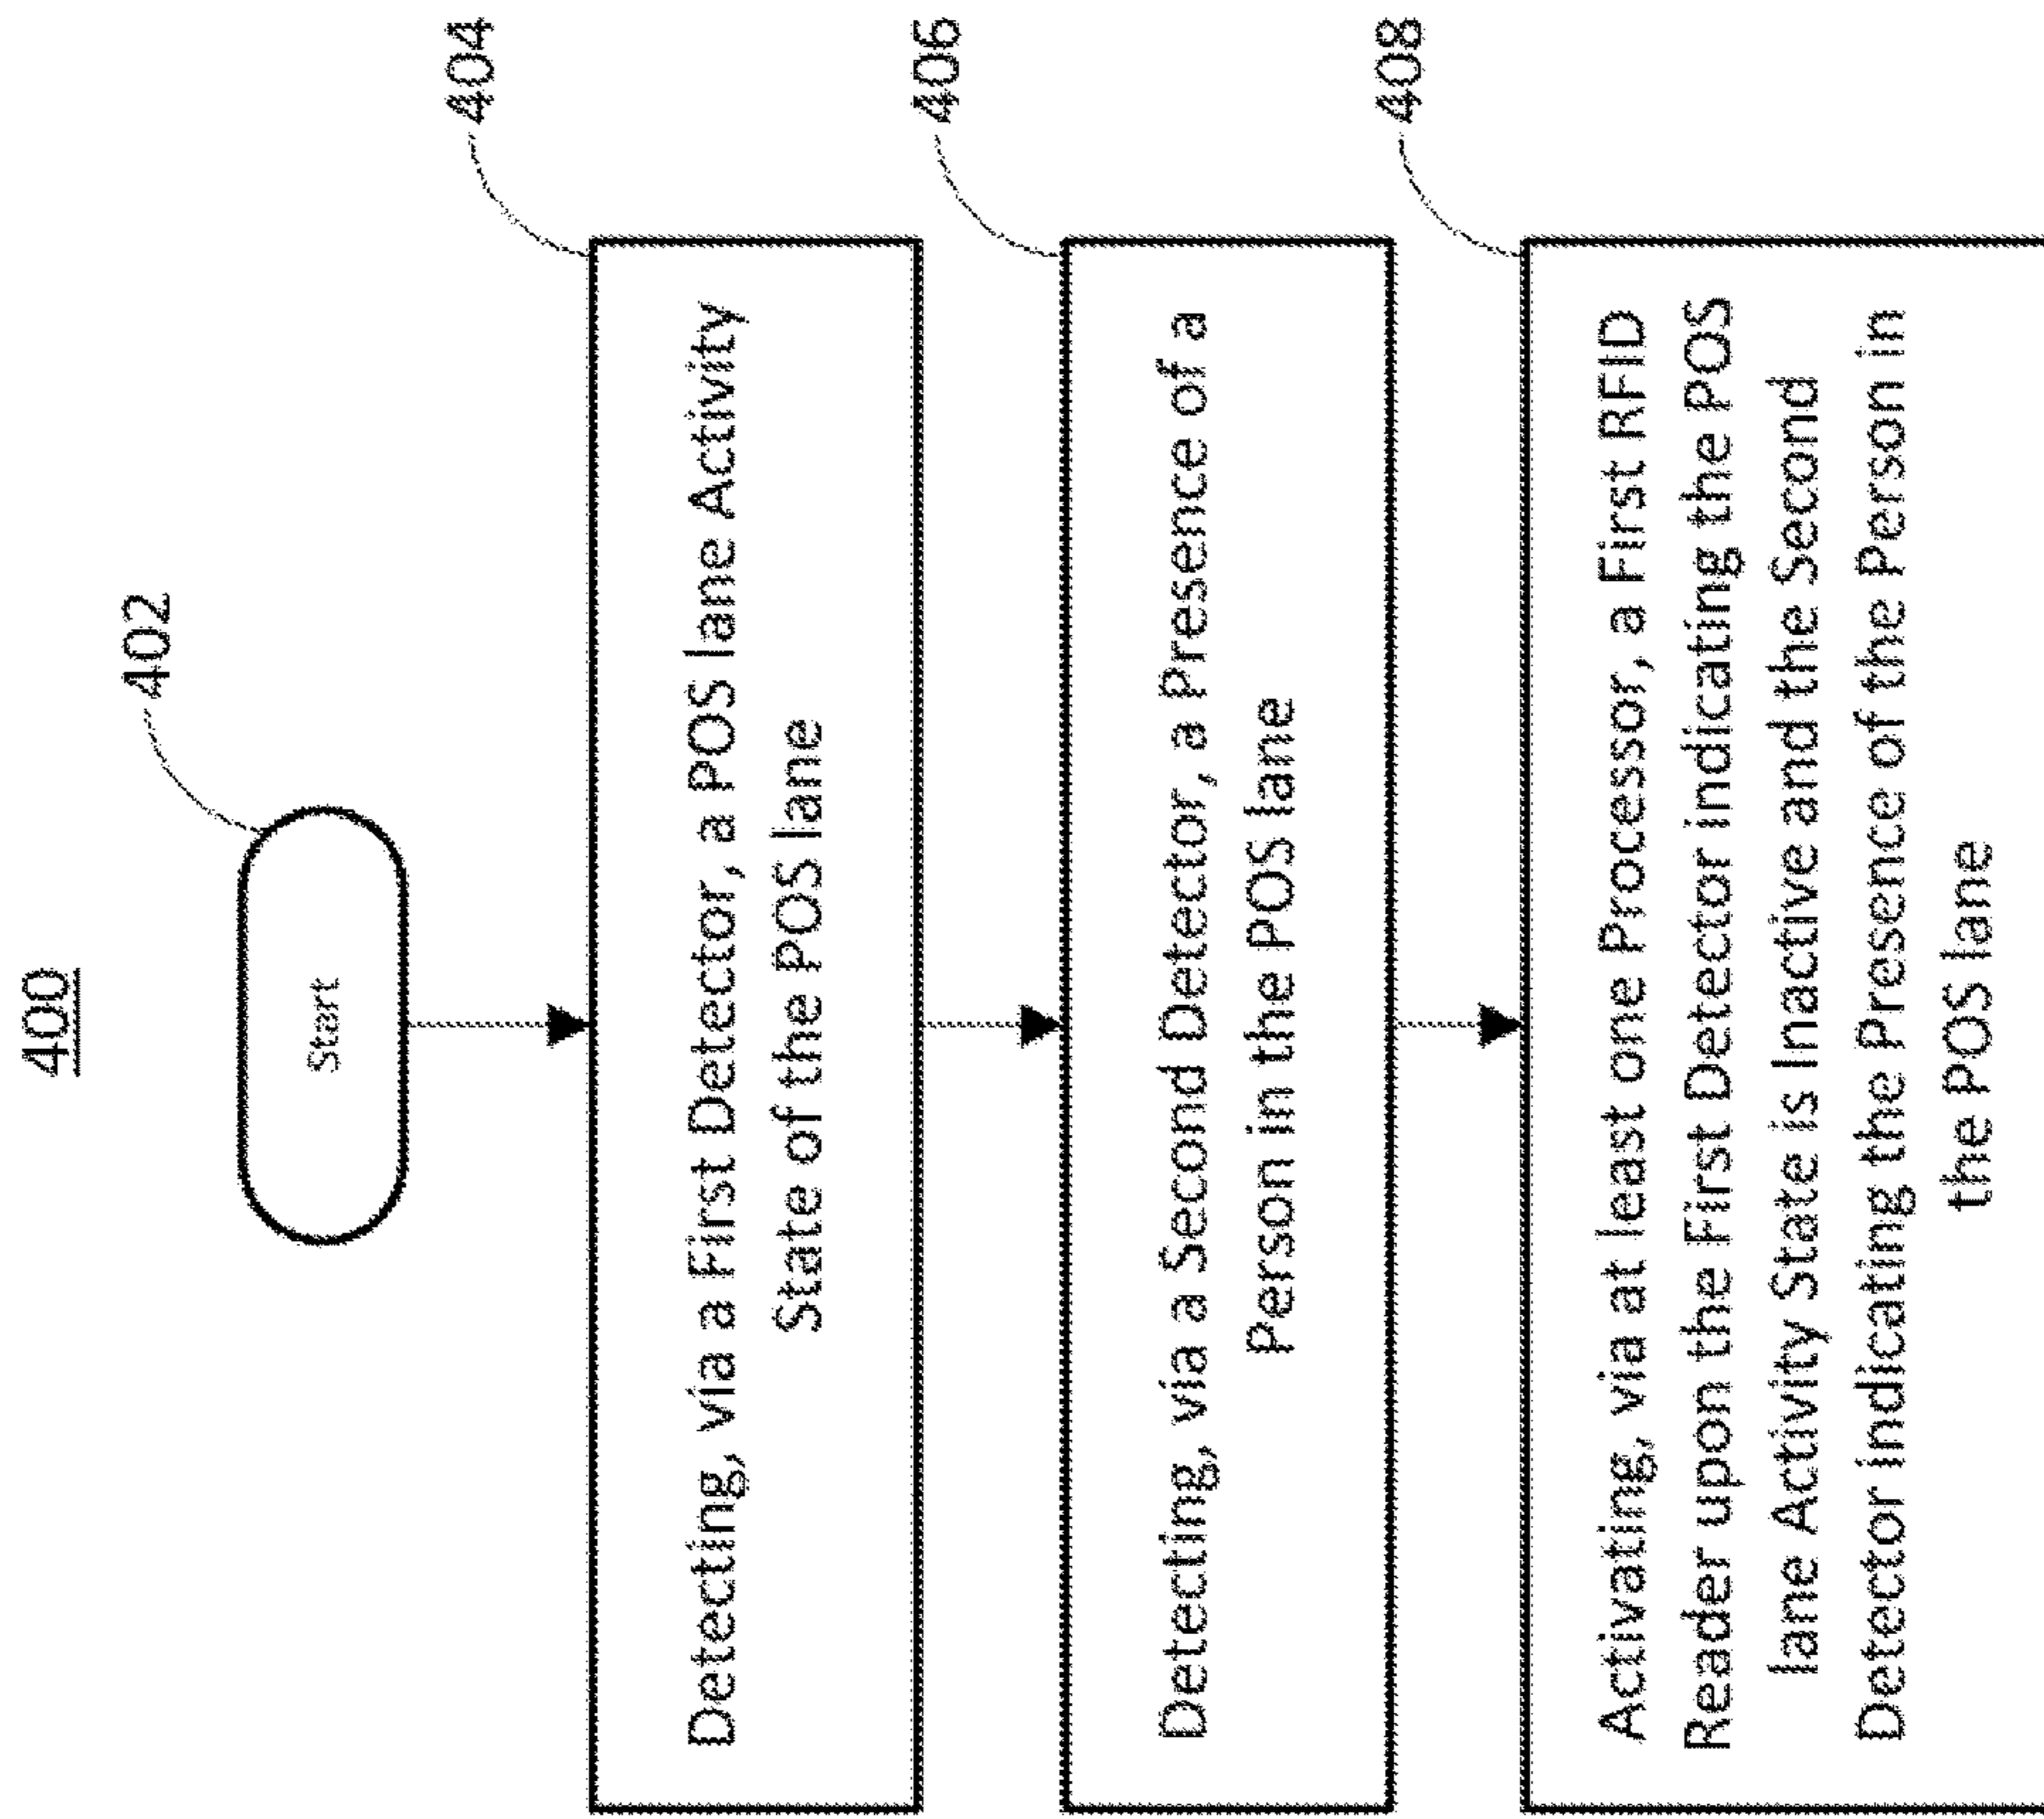 400
402
Start
404
Detecting, via a First Detector, a POS lane Activity
State of the POS lane
406
Detecting, via a Second Detector, a Presence of a
Person in the POS lane
408
Activating, via at least one Processor, a First RFID
Reader upon the First Detector indicating the POS
lane Activity State is Inactive and the Second
Detector indicating the Presence of the Person in
the POS lane